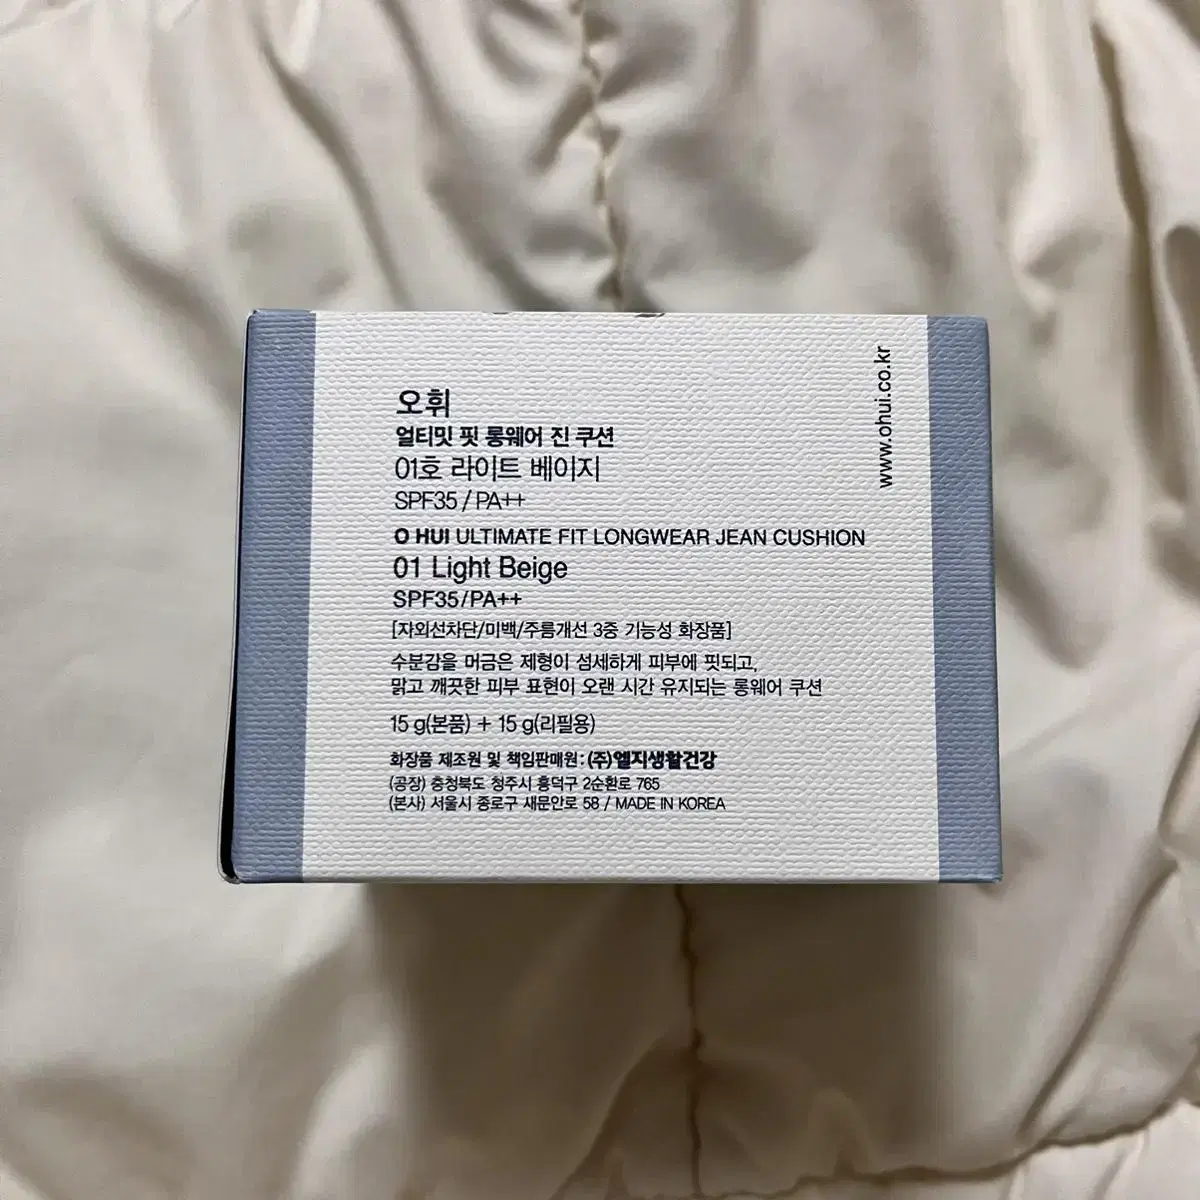 오휘
얼티밋 핏 롱웨어 진 쿠션
01호 라이트 베이지
SPF35 / PA++
O HUI ULTIMATE FIT LONGWEAR JEAN CUSHION
01 Light Beige
SPF35/PA++
[자외선차단/미백/주름개선 3중 기능성 화장품]
수분감을 머금은 제형이 섬세하게 피부에 핏되고,
맑고 깨끗한 피부 표현이 오랜 시간 유지되는 롱웨어 쿠션
15 g(본품) + 15 g(리필용)
화장품 제조원 및 책임판매원 : (주)엘지생활건강
(공장) 충청북도 청주시 흥덕구 2순환로 765
(본사) 서울시 종로구 새문안로 58 / MADE IN KOREA
www.ohui.co.kr